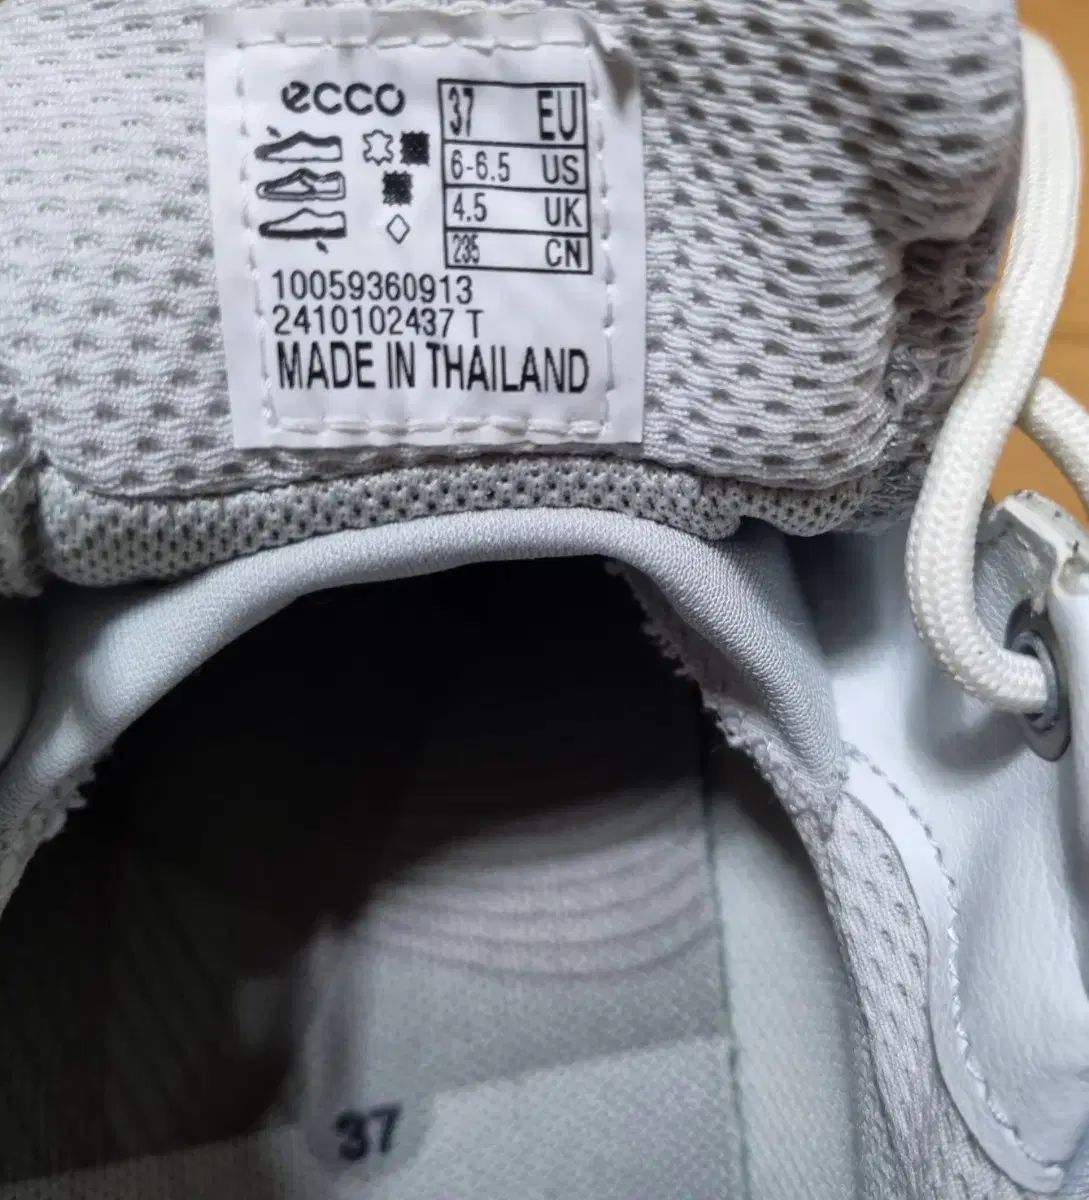 ecco
37 EU
6-6.5 US
4.5 UK
235 CN
10059360913
2410102437 T
MADE IN THAILAND
37